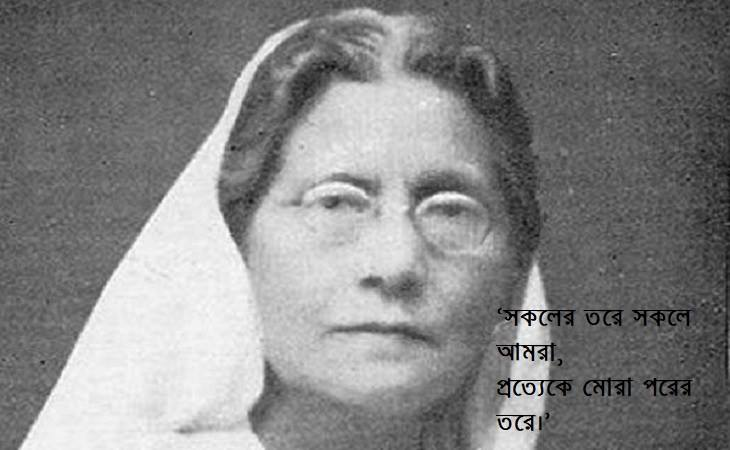 ‘সকলের তরে সকলে
আমরা,
প্রত্যেকে মোরা পরের
তরে।’